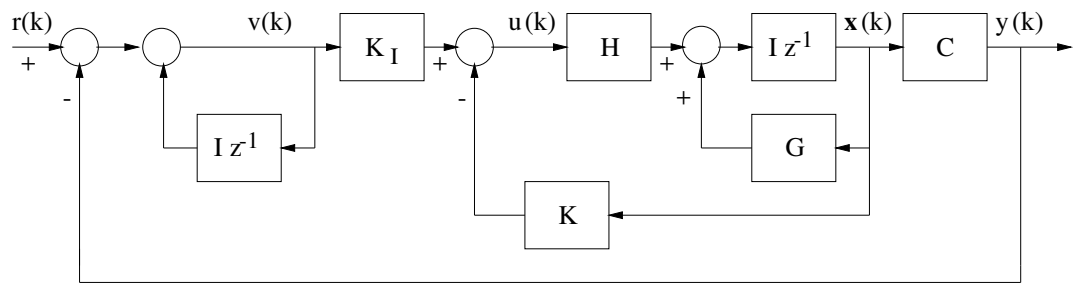 r(k)
+
-
v(k)
I z-1
K I
+
-
u(k)
H
+
+
I z-1
x(k)
G
K
C
y(k)